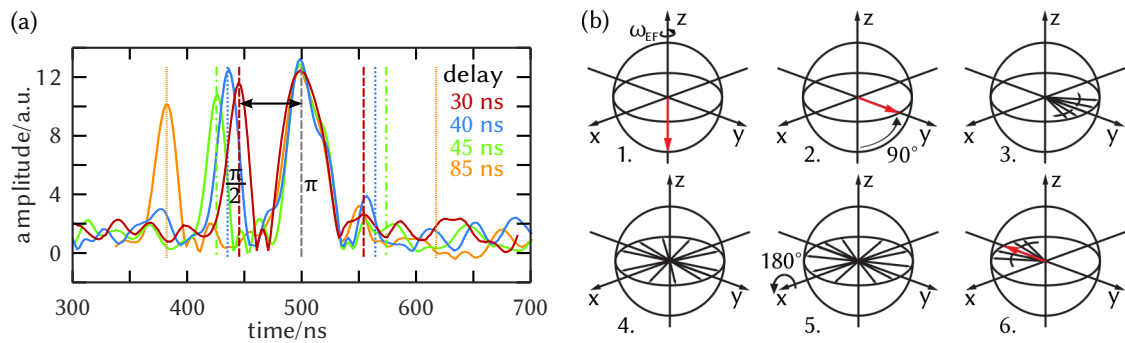 (a)
amplitude/a.u.
12
8
4
0
delay
30 ns
40 ns
45 ns
85 ns
π/2
π
300 400 500 600 700
time/ns
(b)
z z z
ω_EF
x y x y x y
1. 2. 90° 3.
z z z
180°
x y x y x y
4. 5. 6.